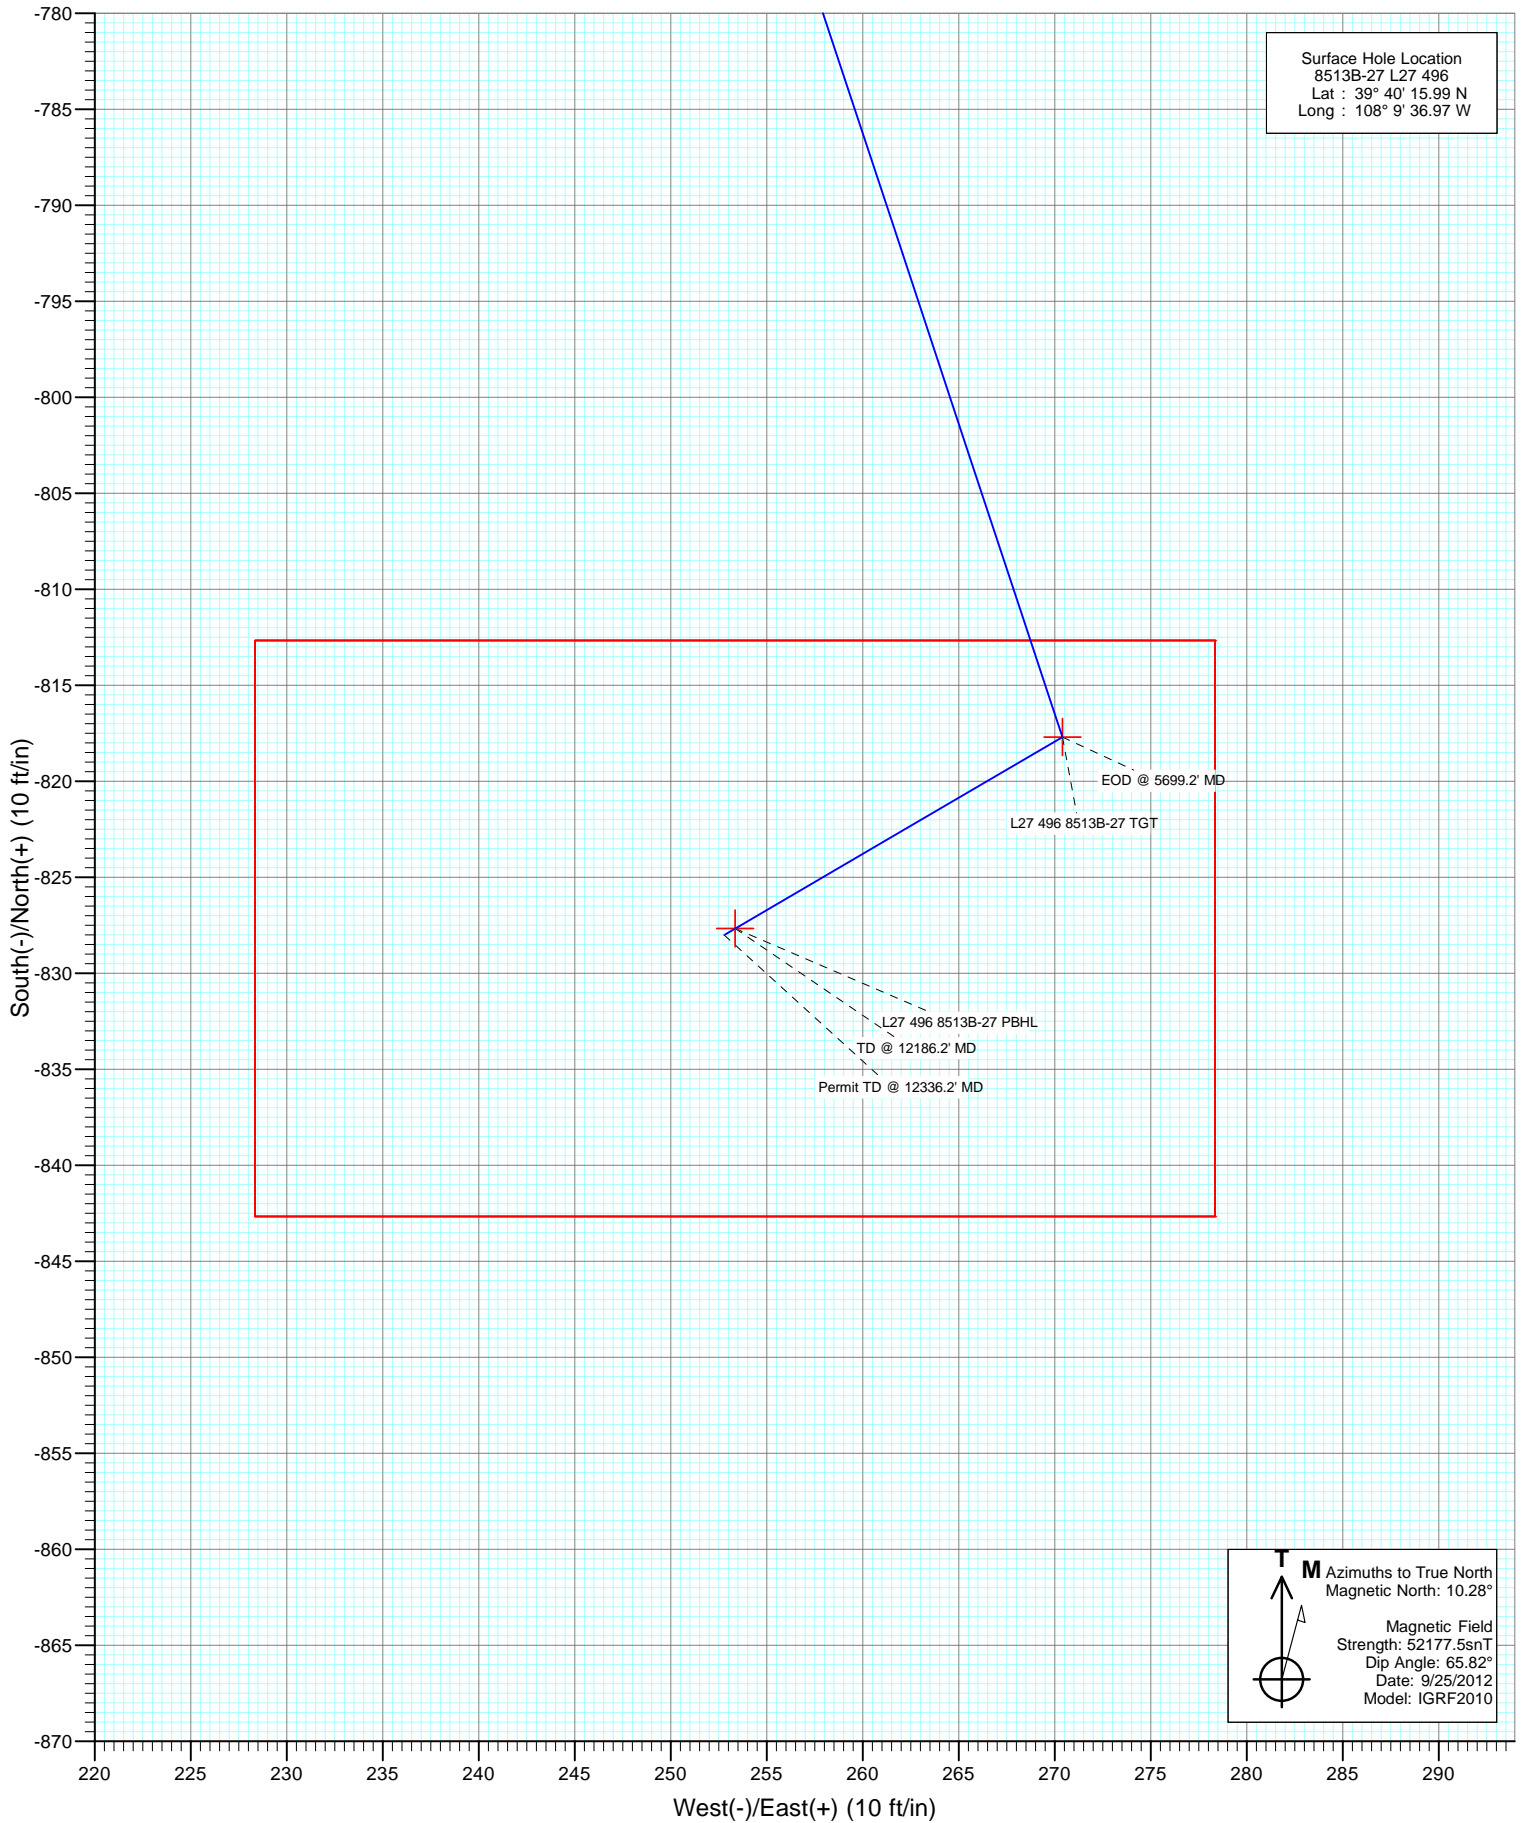 Surface Hole Location
8513B-27 L27 496
Lat : 39° 40' 15.99 N
Long : 108° 9' 36.97 W
-780
-785
-790
-795
-800
-805
-810
-815
-820
-825
-830
-835
-840
-845
-850
-855
-860
-865
-870
South(-)/North(+) (10 ft/in)
EOD @ 5699.2' MD
L27 496 8513B-27 TGT
L27 496 8513B-27 PBHL
TD @ 12186.2' MD
Permit TD @ 12336.2' MD
T
M Azimuths to True North
Magnetic North: 10.28°
Magnetic Field
Strength: 52177.5snT
Dip Angle: 65.82°
Date: 9/25/2012
Model: IGRF2010
220 225 230 235 240 245 250 255 260 265 270 275 280 285 290
West(-)/East(+) (10 ft/in)